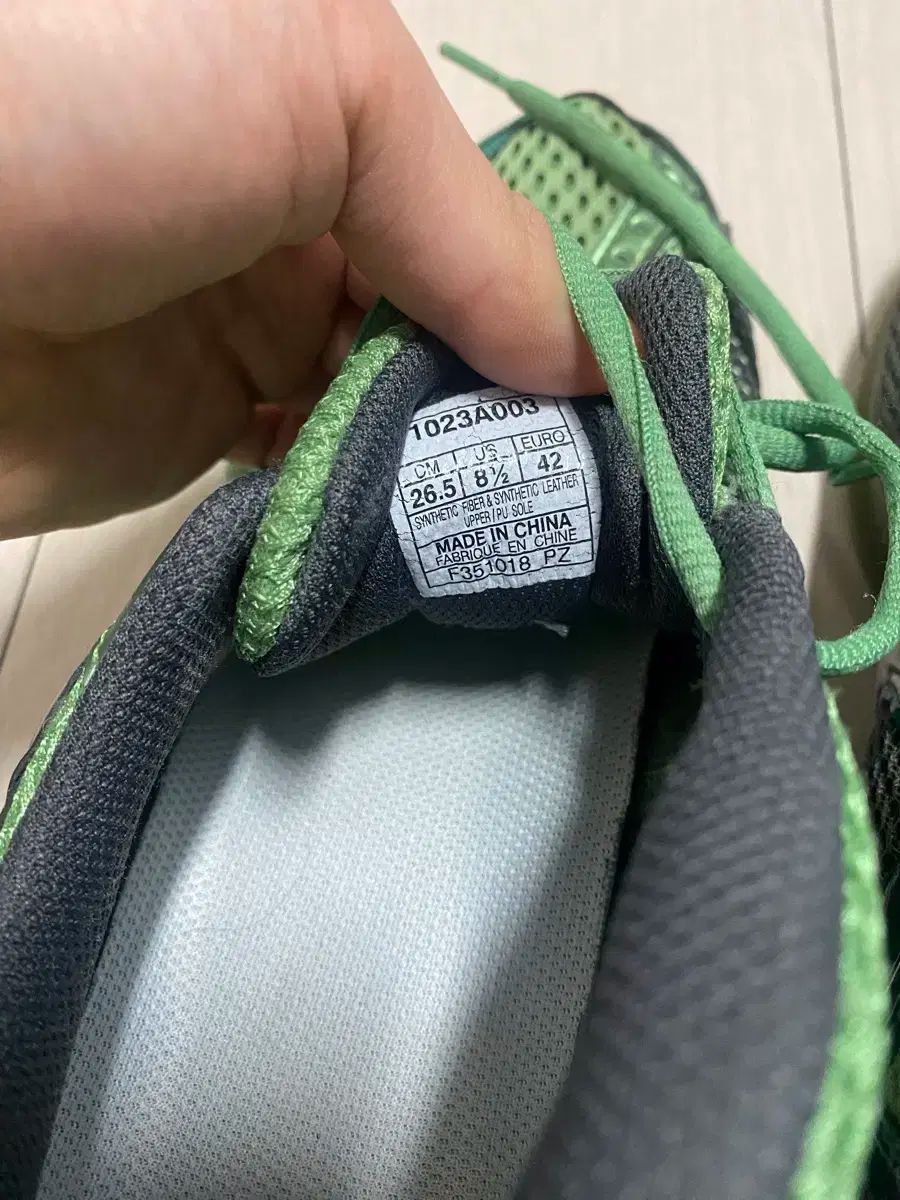 1023A003
CM US EURO
26.5 8½ 42
SYNTHETIC FIBER & SYNTHETIC LEATHER
UPPER / PU SOLE
MADE IN CHINA
FABRIQUE EN CHINE
F351018 PZ